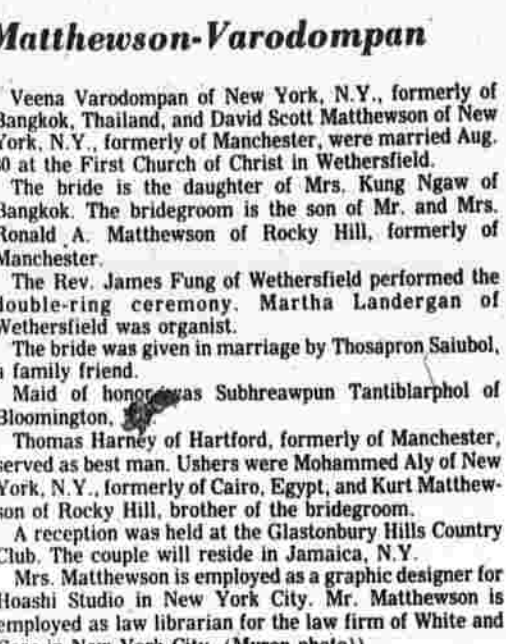 Matthewson-Varodompan
Veena Varodompan of New York, N.Y., formerly of
Bangkok, Thailand, and David Scott Matthewson of New
York, N.Y., formerly of Manchester, were married Aug.
at the First Church of Christ in Wethersfield.
The bride is the daughter of Mrs. Kung Ngaw of
Bangkok. The bridegroom is the son of Mr. and Mrs.
Ronald A. Matthewson of Rocky Hill, formerly of
Manchester.
The Rev. James Fung of Wethersfield performed the
double-ring ceremony. Martha Landergan of
Wethersfield was organist.
The bride was given in marriage by Thosapron Saiubol,
a family friend.
Maid of honor was Subhreawpun Tantiblarphol of
Bloomington,
Thomas Harney of Hartford, formerly of Manchester,
served as best man. Ushers were Mohammed Aly of New
York, N.Y., formerly of Cairo, Egypt, and Kurt Matthew-
son of Rocky Hill, brother of the bridegroom.
A reception was held at the Glastonbury Hills Country
Club. The couple will reside in Jamaica, N.Y.
Mrs. Matthewson is employed as a graphic designer for
Hoashi Studio in New York City. Mr. Matthewson is
employed as law librarian for the law firm of White and
in New York City. photo))